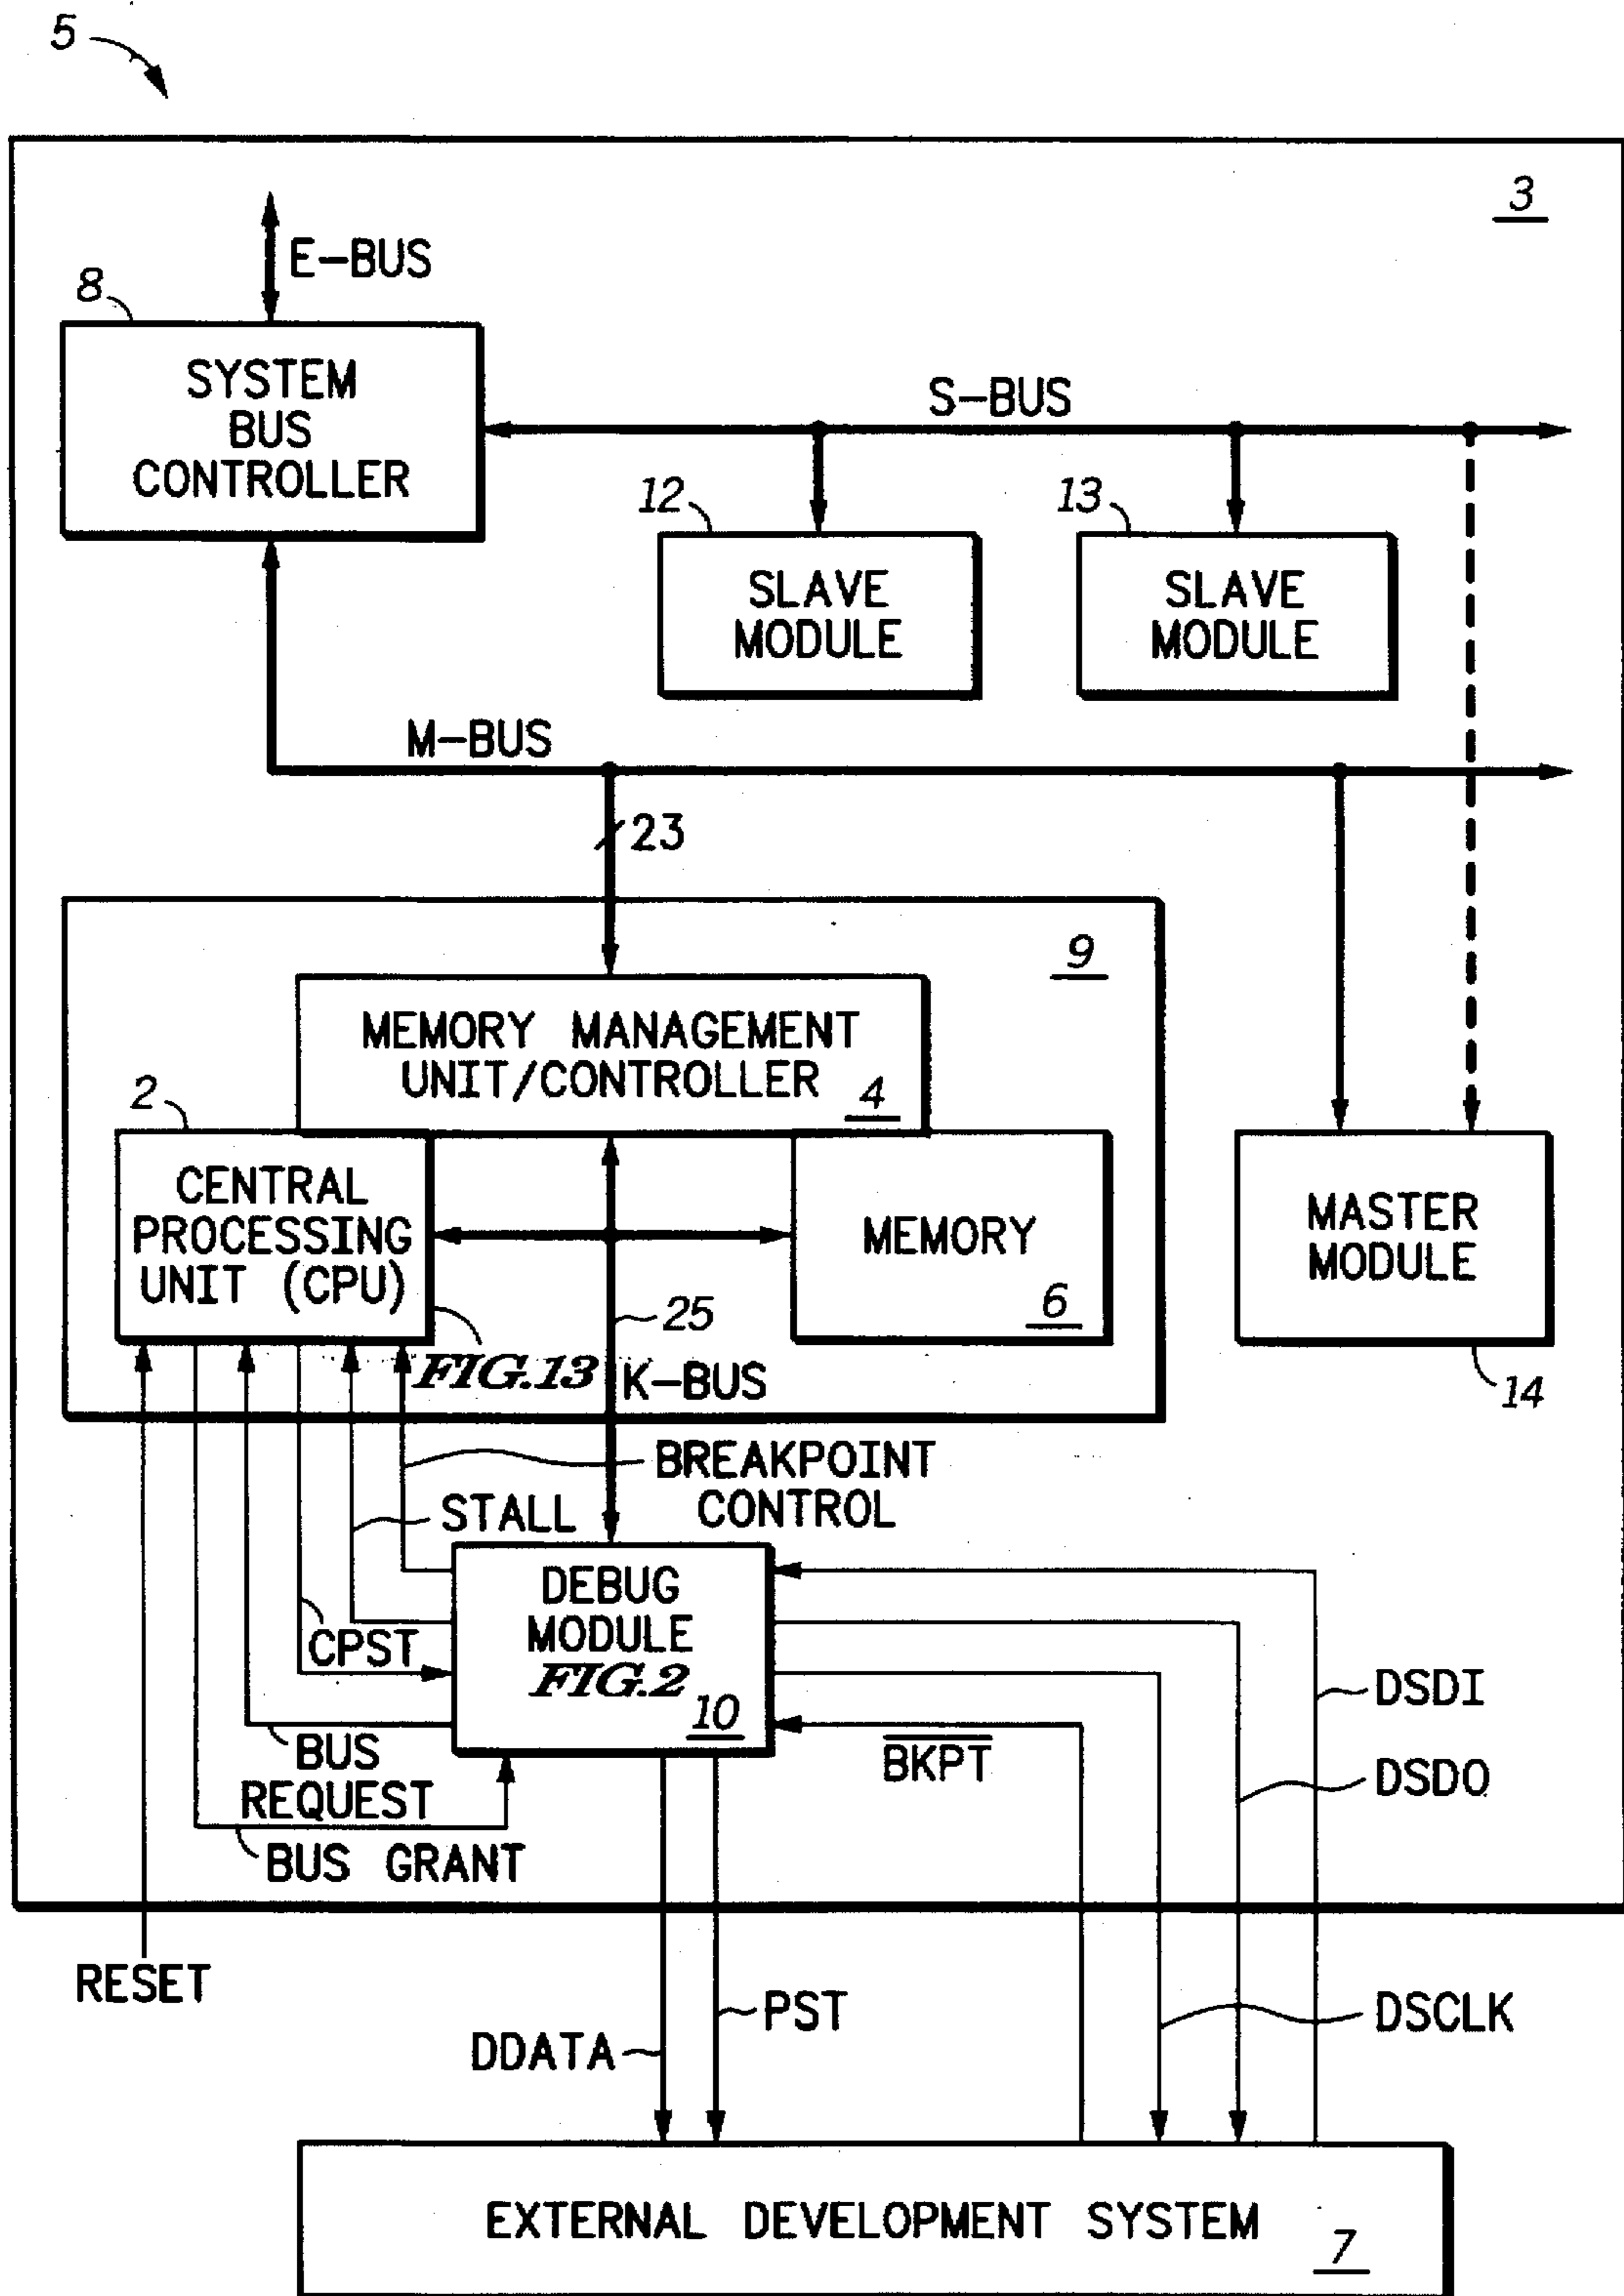 5
3
E-BUS
8
SYSTEM
BUS
CONTROLLER
S-BUS
12
SLAVE
MODULE
13
SLAVE
MODULE
M-BUS
23
9
MEMORY MANAGEMENT
UNIT/CONTROLLER
4
2
CENTRAL
PROCESSING
UNIT (CPU)
MEMORY
6
MASTER
MODULE
14
25
FIG.13
K-BUS
BREAKPOINT
CONTROL
STALL
DEBUG
MODULE
FIG.2
10
CPST
BUS
REQUEST
BUS GRANT
BKPT
DSDI
DSDO
RESET
PST
DDATA
DSCLK
EXTERNAL DEVELOPMENT SYSTEM
7